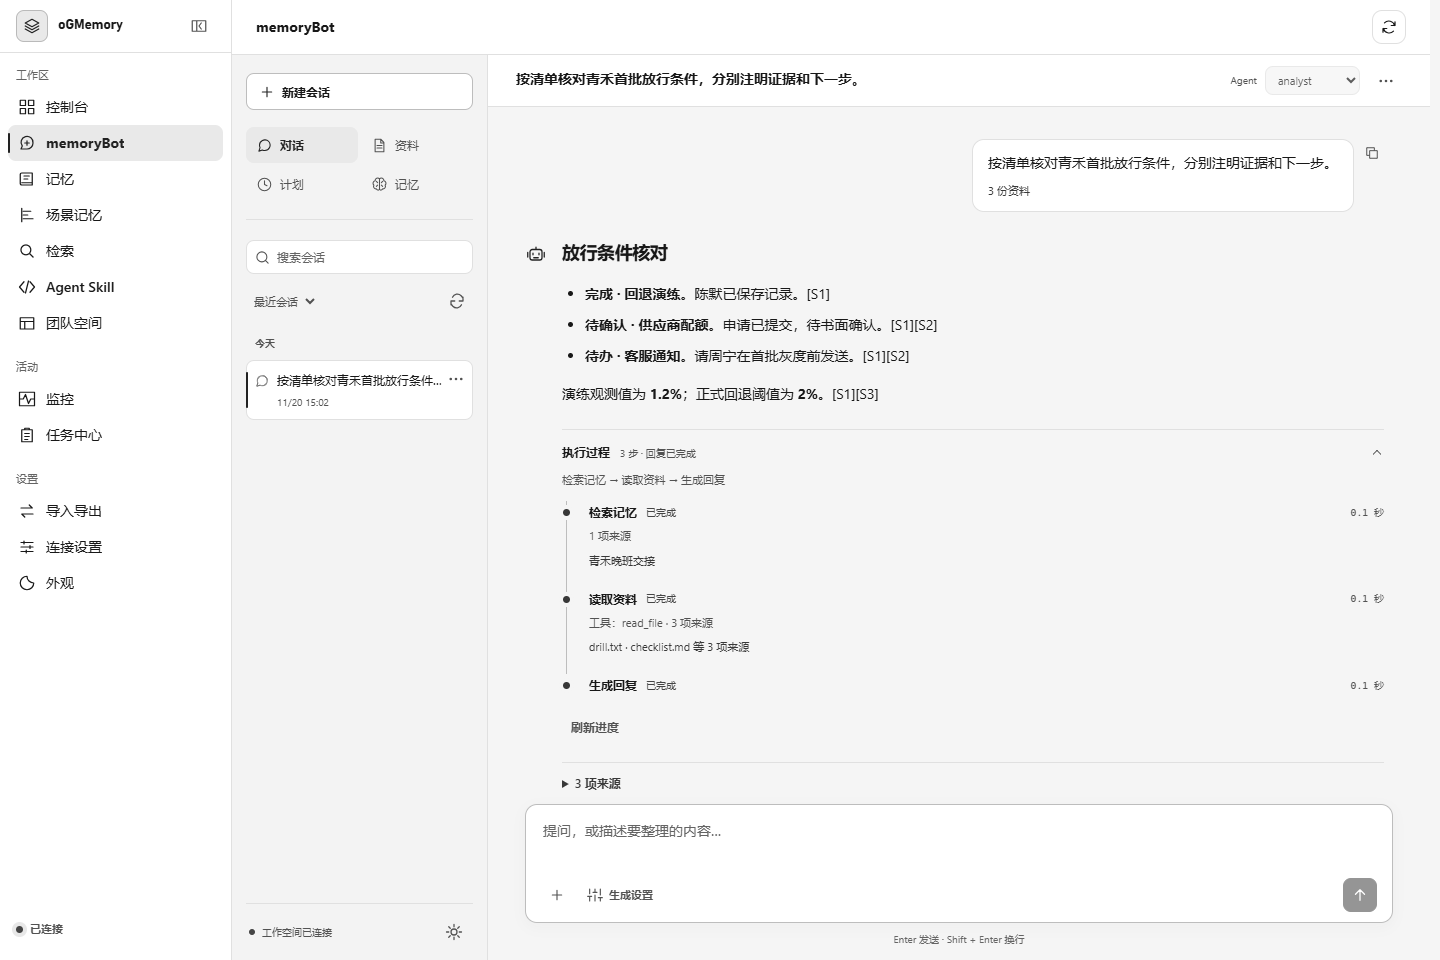 oGMemory
工作区
控制台
memoryBot
记忆
场景记忆
检索
Agent Skill
团队空间
活动
监控
任务中心
设置
导入导出
连接设置
外观
已连接
memoryBot
新建会话
对话
资料
计划
记忆
搜索会话
最近会话
今天
按清单核对青禾首批放行条件...
11/20 15:02
工作空间已连接
按清单核对青禾首批放行条件，分别注明证据和下一步。
Agent
analyst
按清单核对青禾首批放行条件，分别注明证据和下一步。
3 份资料
放行条件核对
完成 · 回退演练。陈默已保存记录。[S1]
待确认 · 供应商配额。申请已提交，待书面确认。[S1][S2]
待办 · 客服通知。请周宁在首批灰度前发送。[S1][S2]
演练观测值为 1.2%；正式回退阈值为 2%。[S1][S3]
执行过程 3 步 · 回复已完成
检索记忆 → 读取资料 → 生成回复
检索记忆 已完成 0.1 秒
1 项来源
青禾晚班交接
读取资料 已完成 0.1 秒
工具：read_file · 3 项来源
drill.txt · checklist.md 等 3 项来源
生成回复 已完成 0.1 秒
刷新进度
3 项来源
提问，或描述要整理的内容...
生成设置
Enter 发送 · Shift + Enter 换行